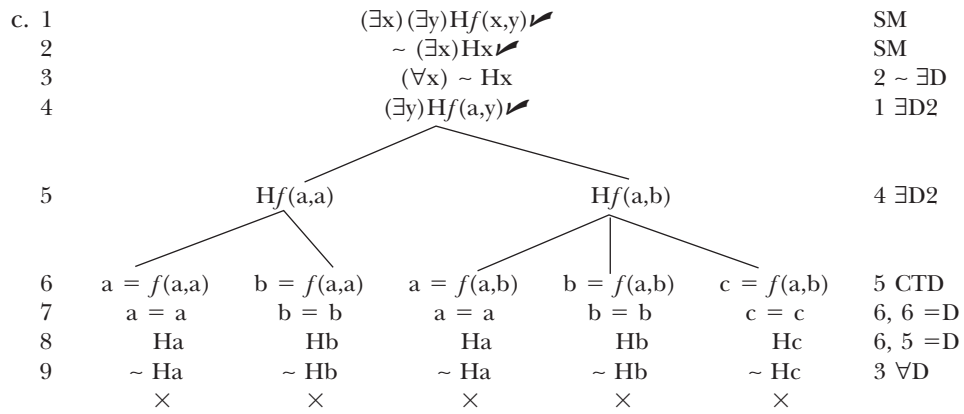 c. 1 (∃x)(∃y)Hf(x,y)✔ SM
2 ~ (∃x)Hx✔ SM
3 (∀x) ~ Hx 2 ~ ∃D
4 (∃y)Hf(a,y)✔ 1 ∃D2
5 Hf(a,a) Hf(a,b) 4 ∃D2
6 a = f(a,a) b = f(a,a) a = f(a,b) b = f(a,b) c = f(a,b) 5 CTD
7 a = a b = b a = a b = b c = c 6, 6 =D
8 Ha Hb Ha Hb Hc 6, 5 =D
9 ~ Ha ~ Hb ~ Ha ~ Hb ~ Hc 3 ∀D
× × × × ×